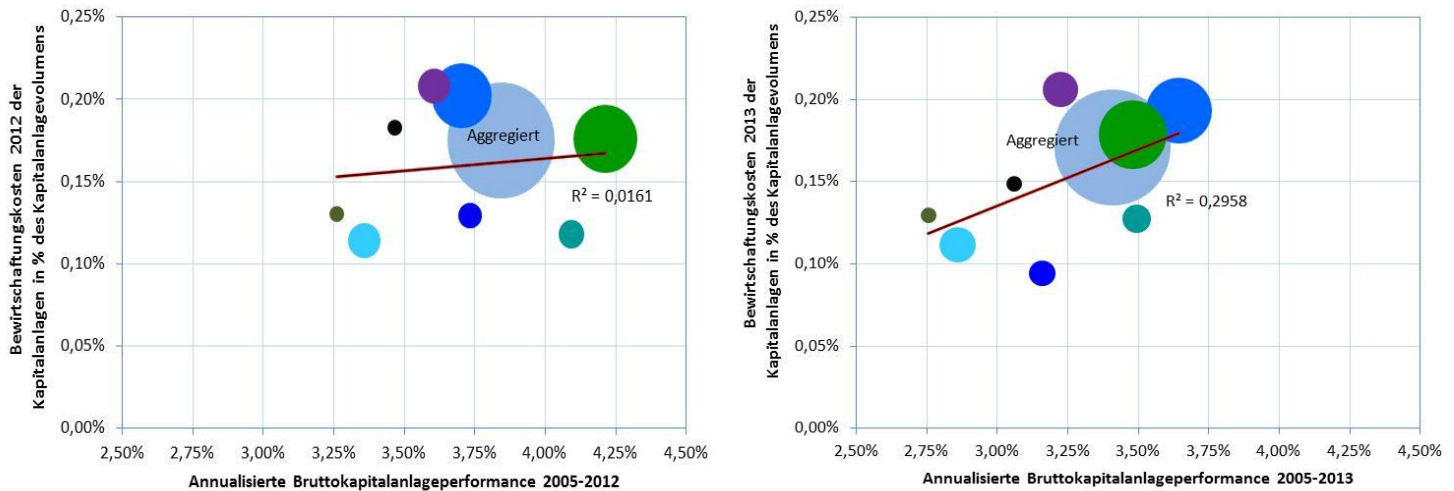 Bewirtschaftungskosten 2012 der
Kapitalanlagen in % des Kapitalanlagevolumens
0,25%
0,20%
0,15%
0,10%
0,05%
0,00%
Aggregiert
R² = 0,0161
2,50% 2,75% 3,00% 3,25% 3,50% 3,75% 4,00% 4,25% 4,50%
Annualisierte Bruttokapitalanlageperformance 2005-2012
Bewirtschaftungskosten 2013 der
Kapitalanlagen in % des Kapitalanlagevolumens
0,25%
0,20%
0,15%
0,10%
0,05%
0,00%
Aggregiert
R² = 0,2958
2,50% 2,75% 3,00% 3,25% 3,50% 3,75% 4,00% 4,25% 4,50%
Annualisierte Bruttokapitalanlageperformance 2005-2013